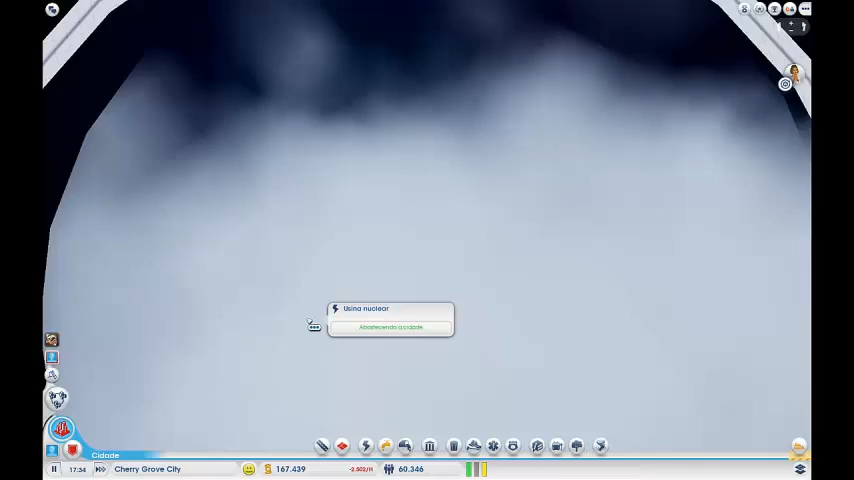 Usina nuclear
Abastecendo a cidade
Cidade
17:34
Cherry Grove City
167.439
-2.502/H
60.346